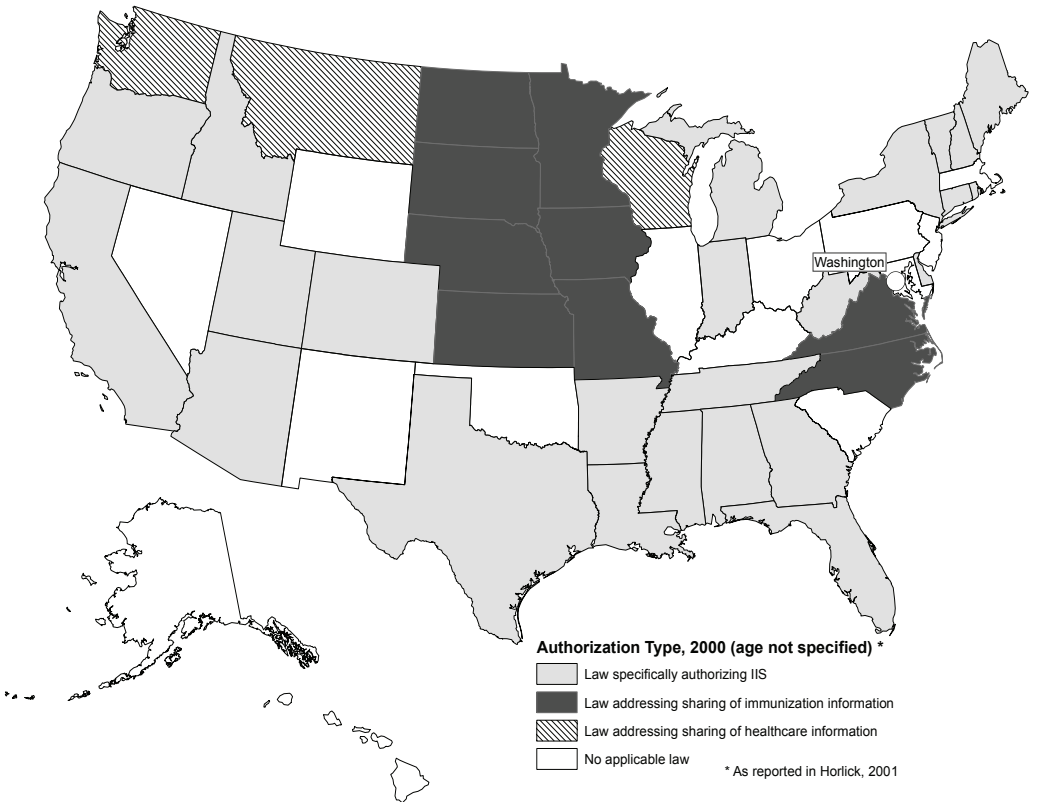 Washington
Authorization Type, 2000 (age not specified) *
Law specifically authorizing IIS
Law addressing sharing of immunization information
Law addressing sharing of healthcare information
No applicable law
* As reported in Horlick, 2001